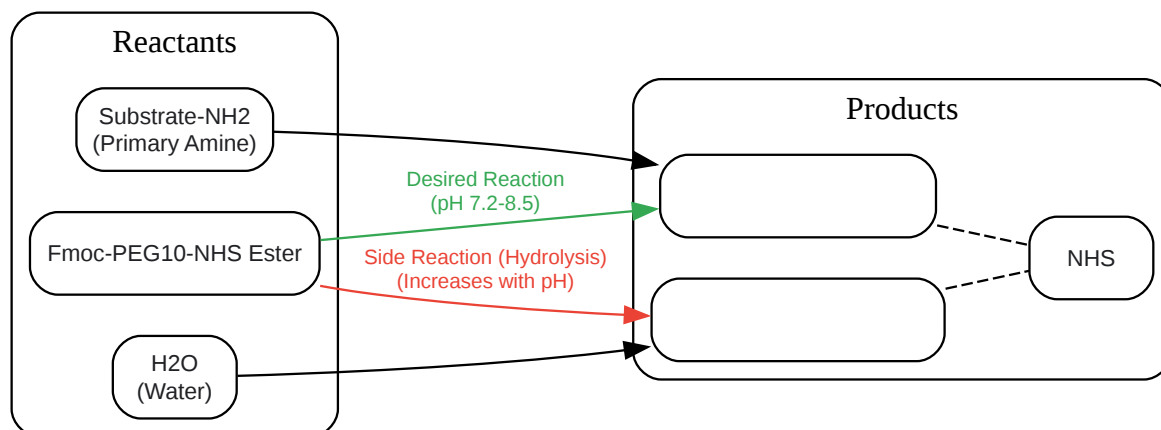 Reactants
Substrate-NH2
(Primary Amine)
Fmoc-PEG10-NHS Ester
H2O
(Water)
Desired Reaction
(pH 7.2-8.5)
Side Reaction (Hydrolysis)
(Increases with pH)
Products
NHS